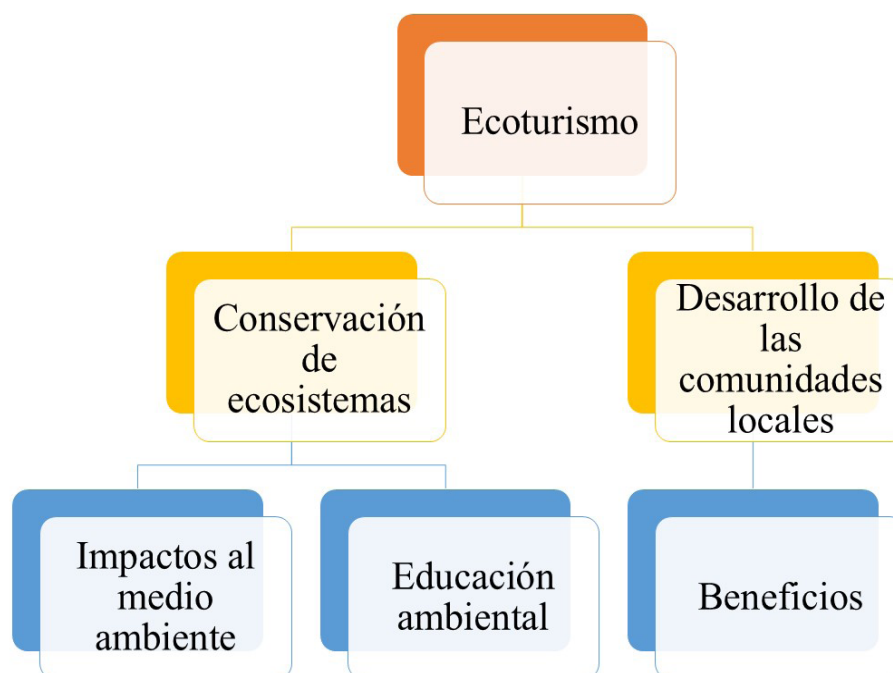 Ecoturismo
Conservación
de
ecosistemas
Desarrollo de
las
comunidades
locales
Impactos al
medio
ambiente
Educación
ambiental
Beneficios